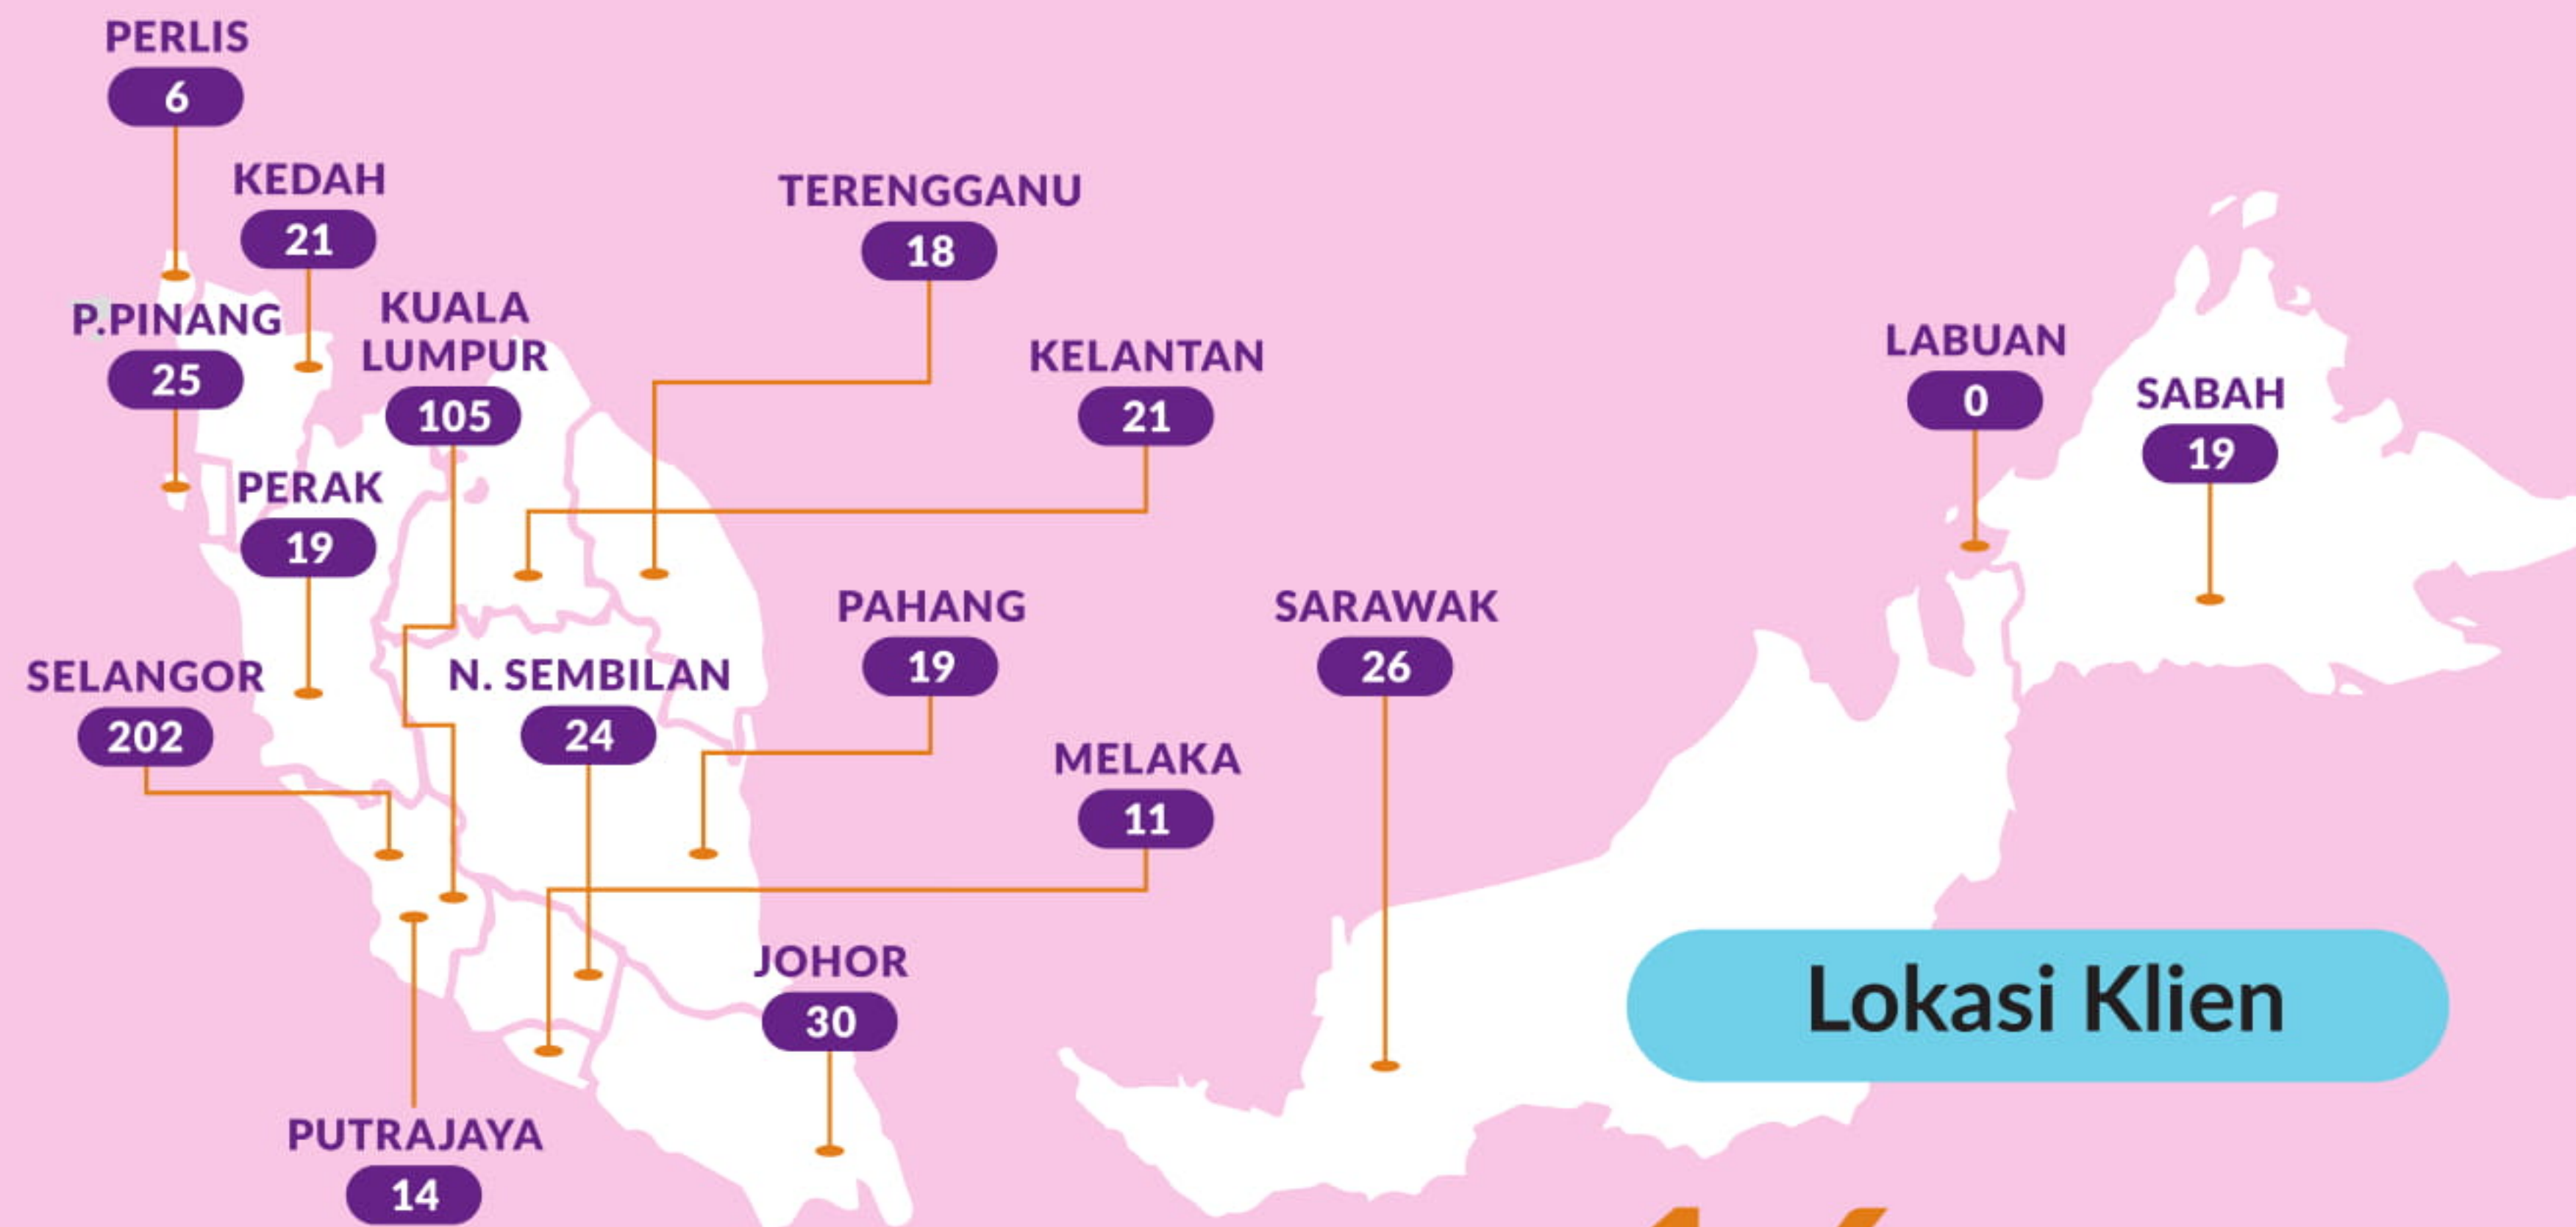 PERLIS
6
KEDAH
21
TERENGGANU
18
P.PINANG
25
KUALA
LUMPUR
105
KELANTAN
21
LABUAN
0
SABAH
19
PERAK
19
PAHANG
19
SARAWAK
26
SELANGOR
202
N. SEMBILAN
24
MELAKA
11
JOHOR
30
Lokasi Klien
PUTRAJAYA
14